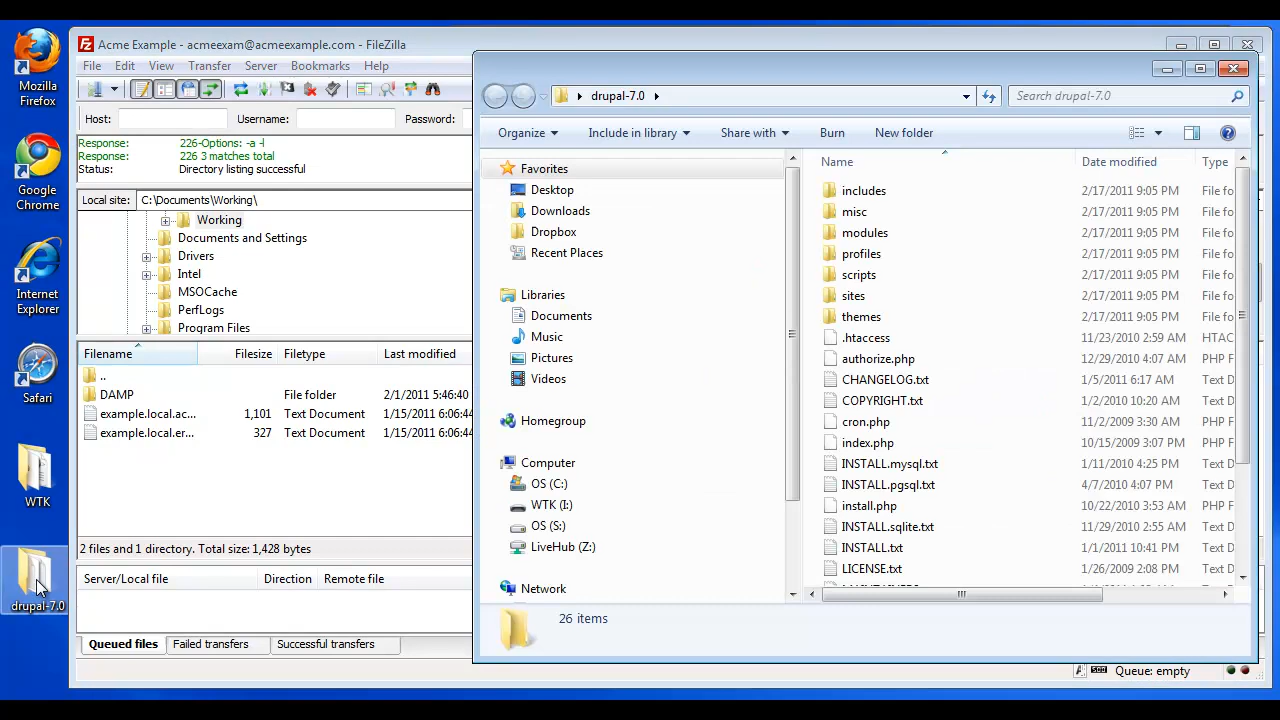 Mozilla
Firefox
Google
Chrome
Internet
Explorer
Safari
WTK
drupal-7.0
Acme Example - acmeexam@acmeexample.com - FileZilla
File Edit View Transfer Server Bookmarks Help
Host: Username: Password:
Response: 226-Options: -a -l
Response: 226 3 matches total
Status: Directory listing successful
Local site: C:\Documents\Working\
Working
Documents and Settings
Drivers
Intel
MSOCache
PerfLogs
Program Files
Filename Filesize Filetype Last modified
..
DAMP File folder 2/1/2011 5:46:40
example.local.ac... 1,101 Text Document 1/15/2011 6:06:44
example.local.er... 327 Text Document 1/15/2011 6:06:44
2 files and 1 directory. Total size: 1,428 bytes
Server/Local file Direction Remote file
Queued files Failed transfers Successful transfers
Queue: empty
drupal-7.0
Search drupal-7.0
Organize Include in library Share with Burn New folder
Favorites
Desktop
Downloads
Dropbox
Recent Places
Libraries
Documents
Music
Pictures
Videos
Homegroup
Computer
OS (C:)
WTK (I:)
OS (S:)
LiveHub (Z:)
Network
Name Date modified Type
includes 2/17/2011 9:05 PM File fo
misc 2/17/2011 9:05 PM File fo
modules 2/17/2011 9:05 PM File fo
profiles 2/17/2011 9:05 PM File fo
scripts 2/17/2011 9:05 PM File fo
sites 2/17/2011 9:05 PM File fo
themes 2/17/2011 9:05 PM File fo
.htaccess 11/23/2010 2:59 AM HTAC
authorize.php 12/29/2010 4:07 AM PHP F
CHANGELOG.txt 1/5/2011 6:17 AM Text D
COPYRIGHT.txt 1/2/2010 10:20 AM Text D
cron.php 11/2/2009 3:30 AM PHP F
index.php 10/15/2009 3:07 PM PHP F
INSTALL.mysql.txt 1/11/2010 4:25 PM Text D
INSTALL.pgsql.txt 4/7/2010 4:07 PM Text D
install.php 10/22/2010 3:53 AM PHP F
INSTALL.sqlite.txt 11/29/2010 2:55 AM Text D
INSTALL.txt 1/1/2011 10:41 PM Text D
LICENSE.txt 1/26/2009 2:08 PM Text D
26 items